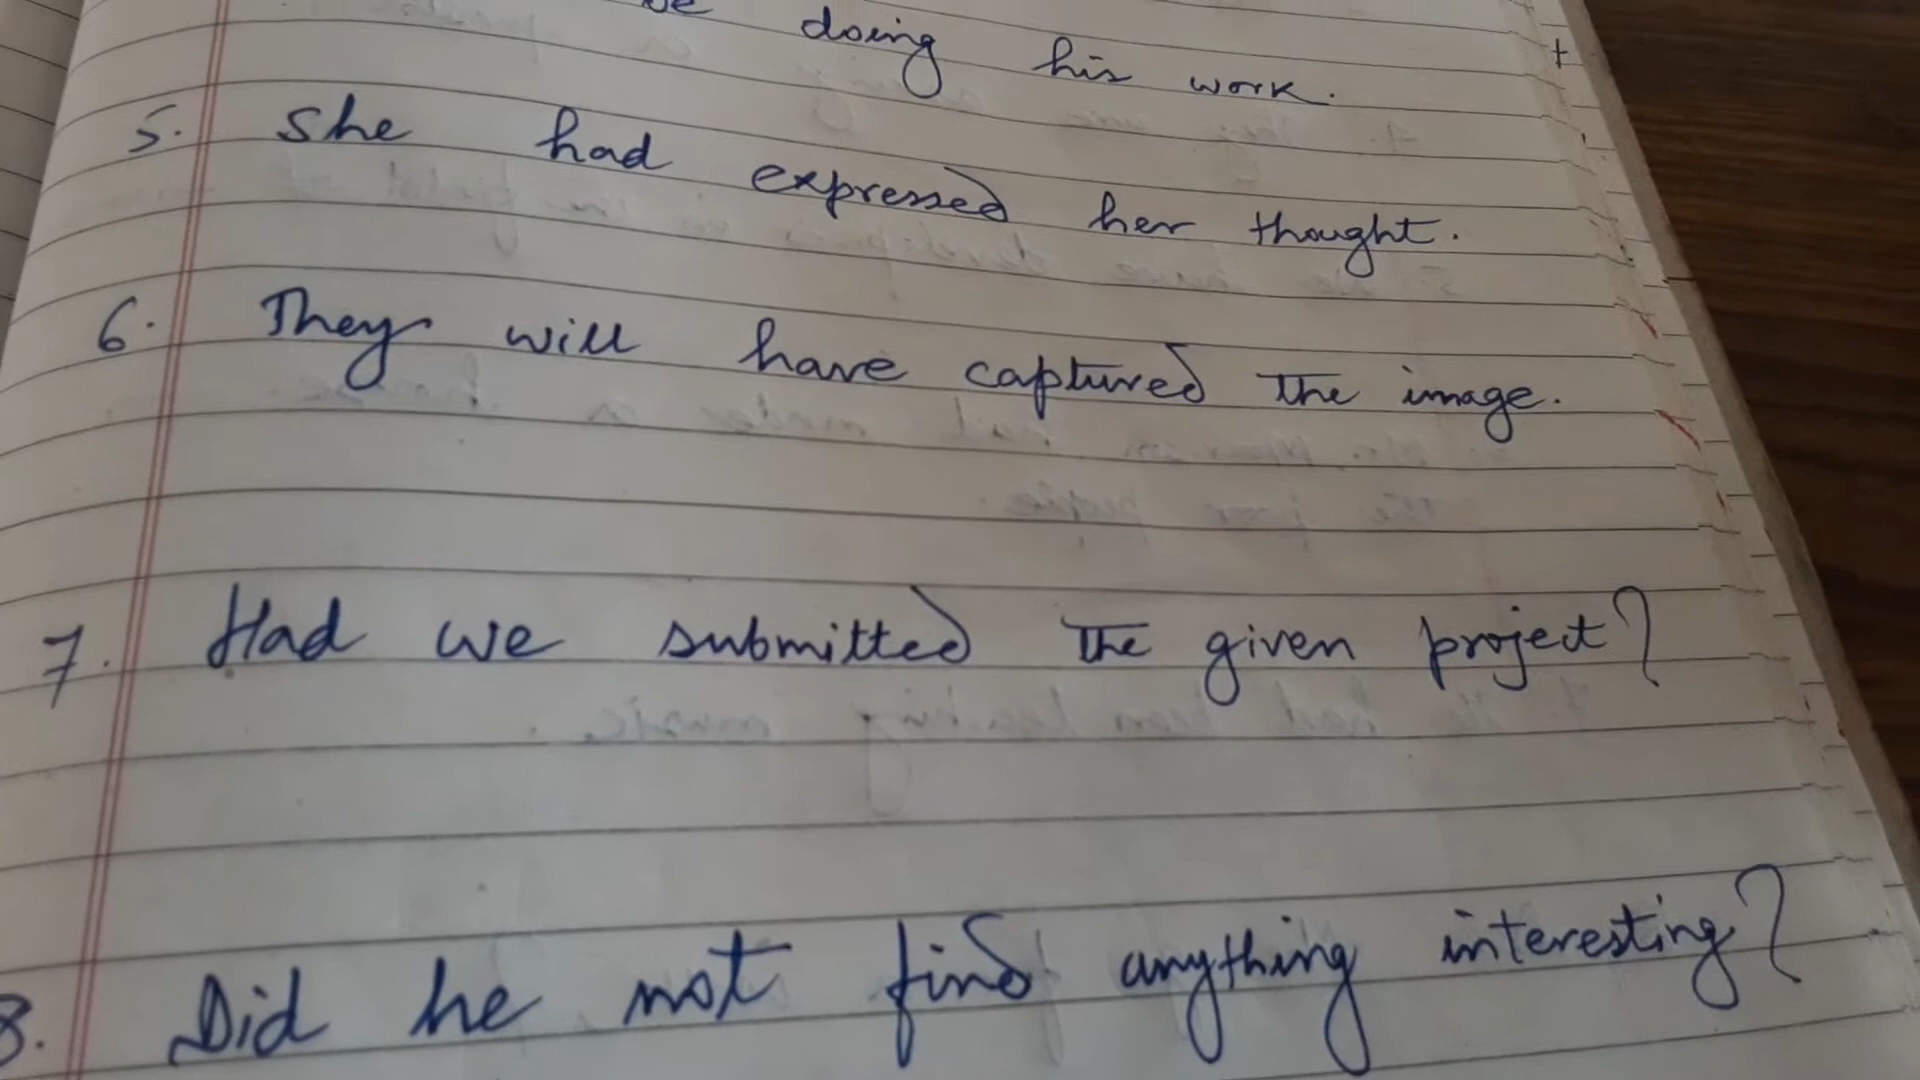 doing his work.
5. She had expressed her thought.
6. They will have captured the image.
7. Had we submitted the given project?
8. Did he not find anything interesting?